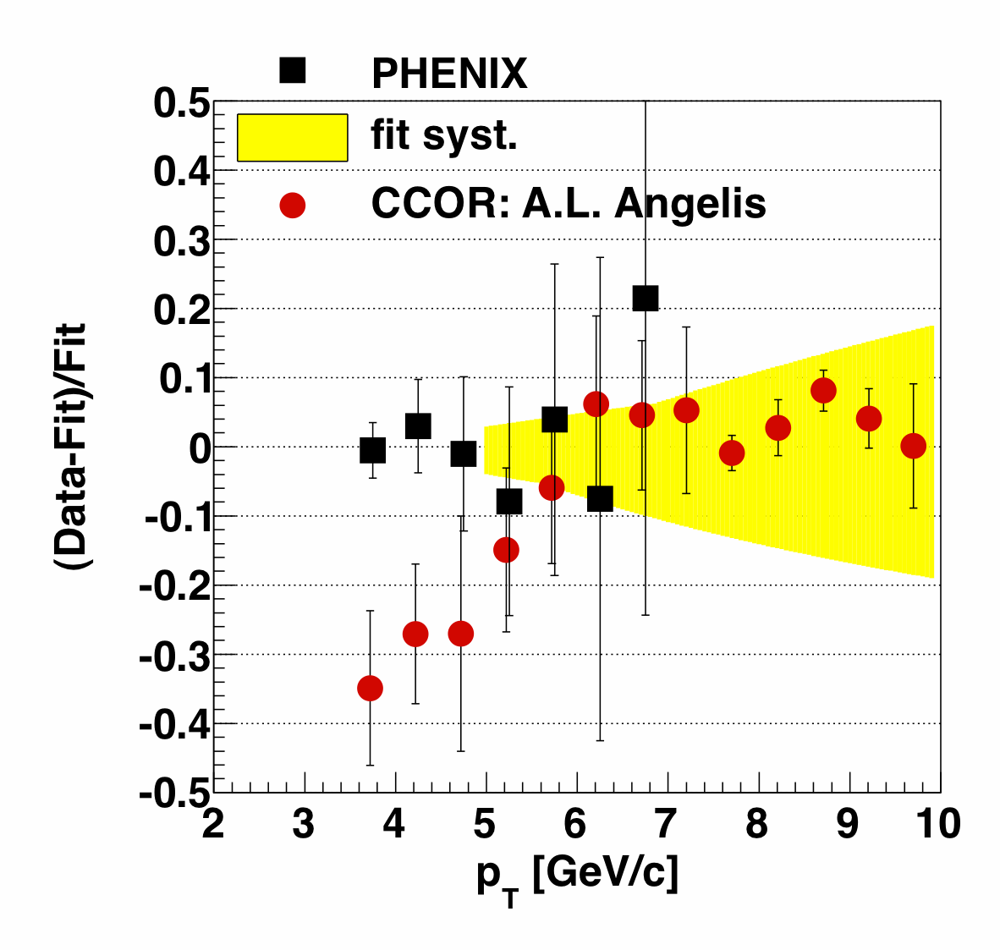 PHENIX
fit syst.
CCOR: A.L. Angelis
0.5
0.4
0.3
0.2
0.1
0
-0.1
-0.2
-0.3
-0.4
-0.5
(Data-Fit)/Fit
2 3 4 5 6 7 8 9 10
p_T [GeV/c]